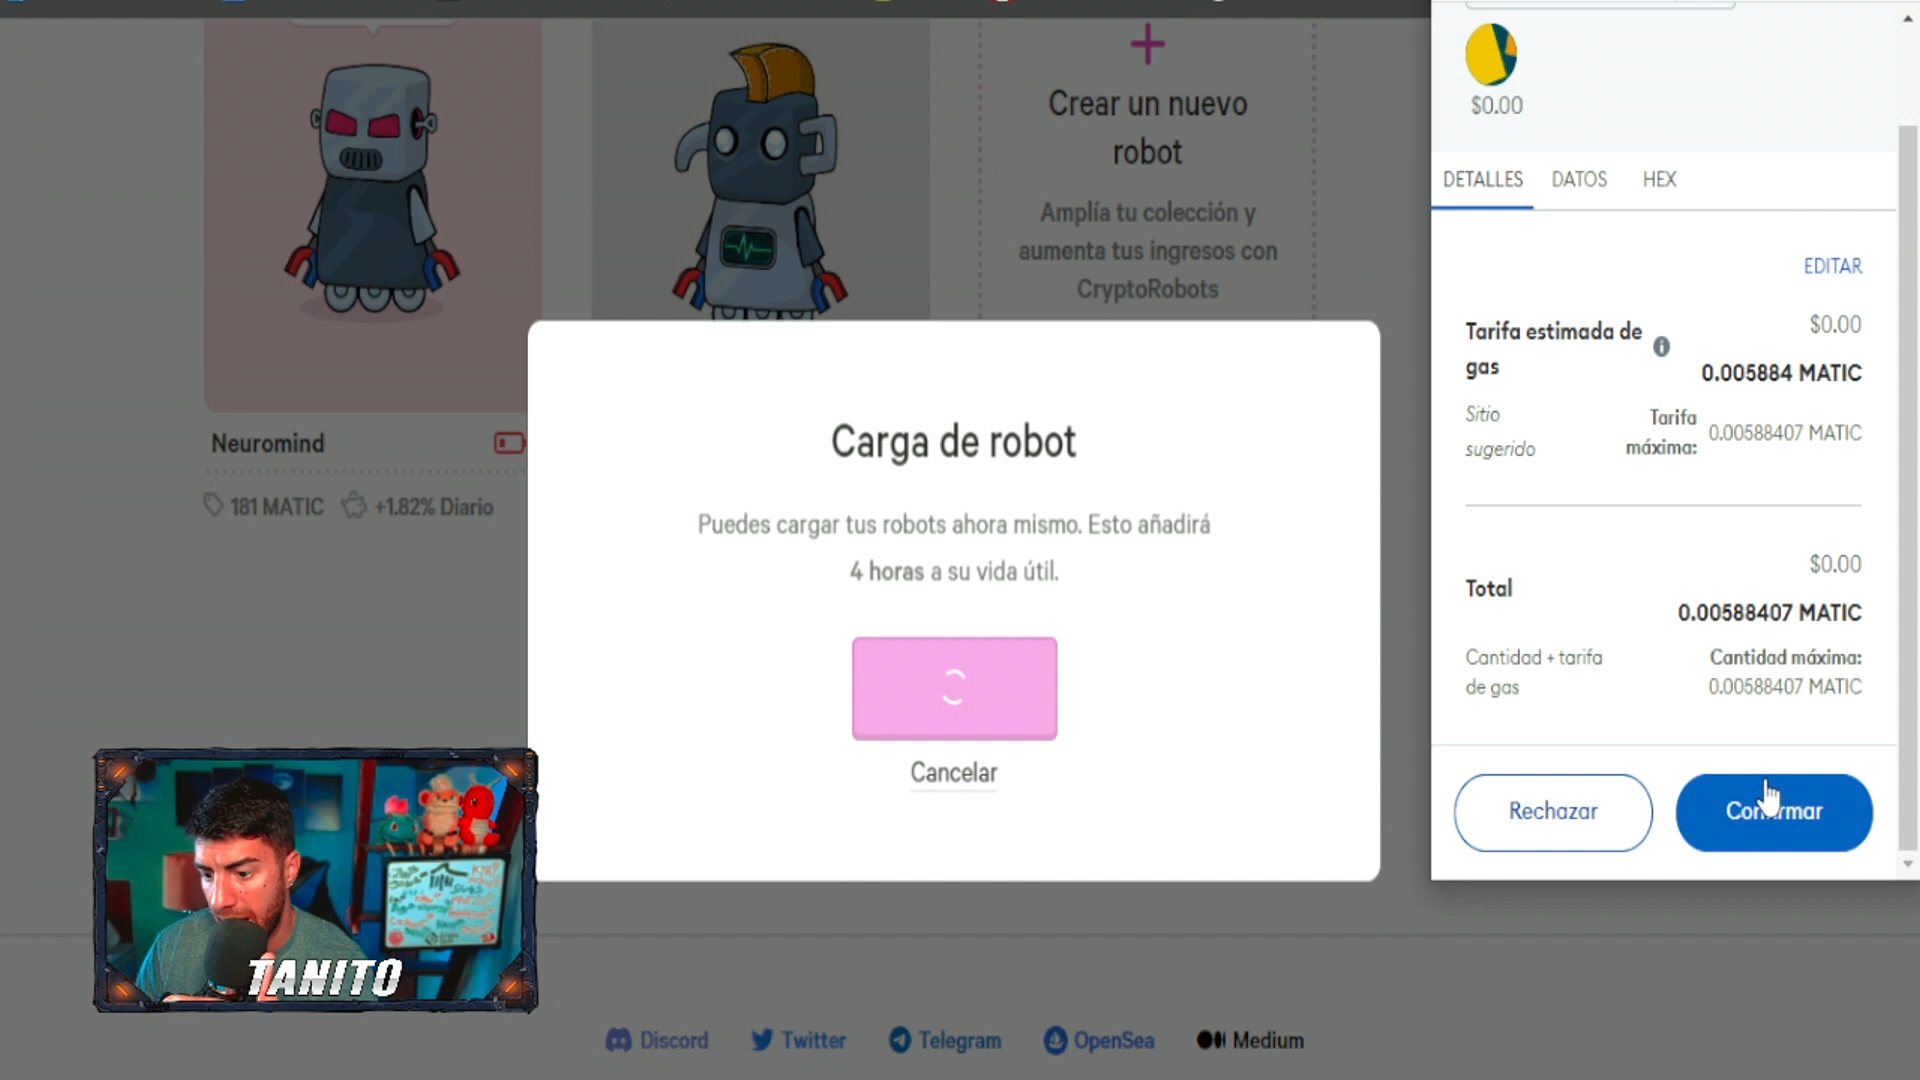 Crear un nuevo
robot
Amplía tu colección y
aumenta tus ingresos con
CryptoRobots
Neuromind
181 MATIC
+1.82% Diario
Carga de robot
Puedes cargar tus robots ahora mismo. Esto añadirá
4 horas a su vida útil.
Cancelar
$0.00
DETALLES
DATOS
HEX
EDITAR
Tarifa estimada de
gas
$0.00
0.005884 MATIC
Sitio
sugerido
Tarifa
máxima:
0.00588407 MATIC
Total
$0.00
0.00588407 MATIC
Cantidad + tarifa
de gas
Cantidad máxima:
0.00588407 MATIC
Rechazar
Confirmar
TANITO
Discord
Twitter
Telegram
OpenSea
Medium